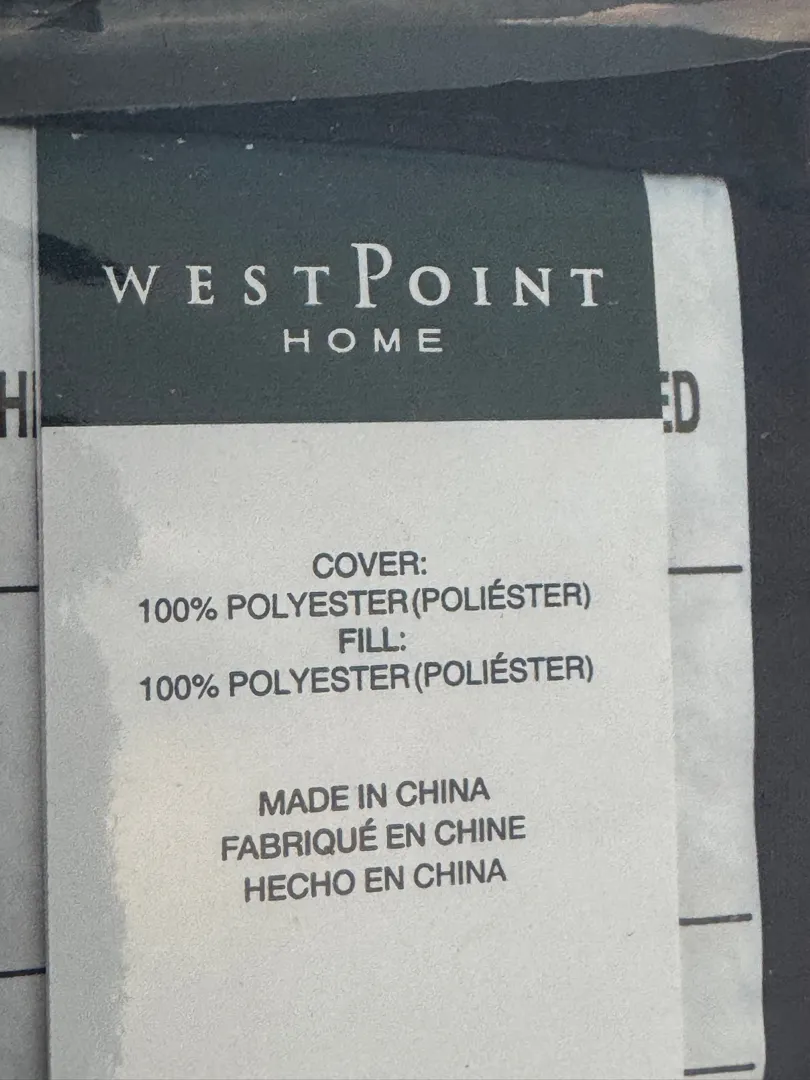 WESTPOINT
HOME
COVER:
100% POLYESTER (POLIÉSTER)
FILL:
100% POLYESTER (POLIÉSTER)
MADE IN CHINA
FABRIQUÉ EN CHINE
HECHO EN CHINA